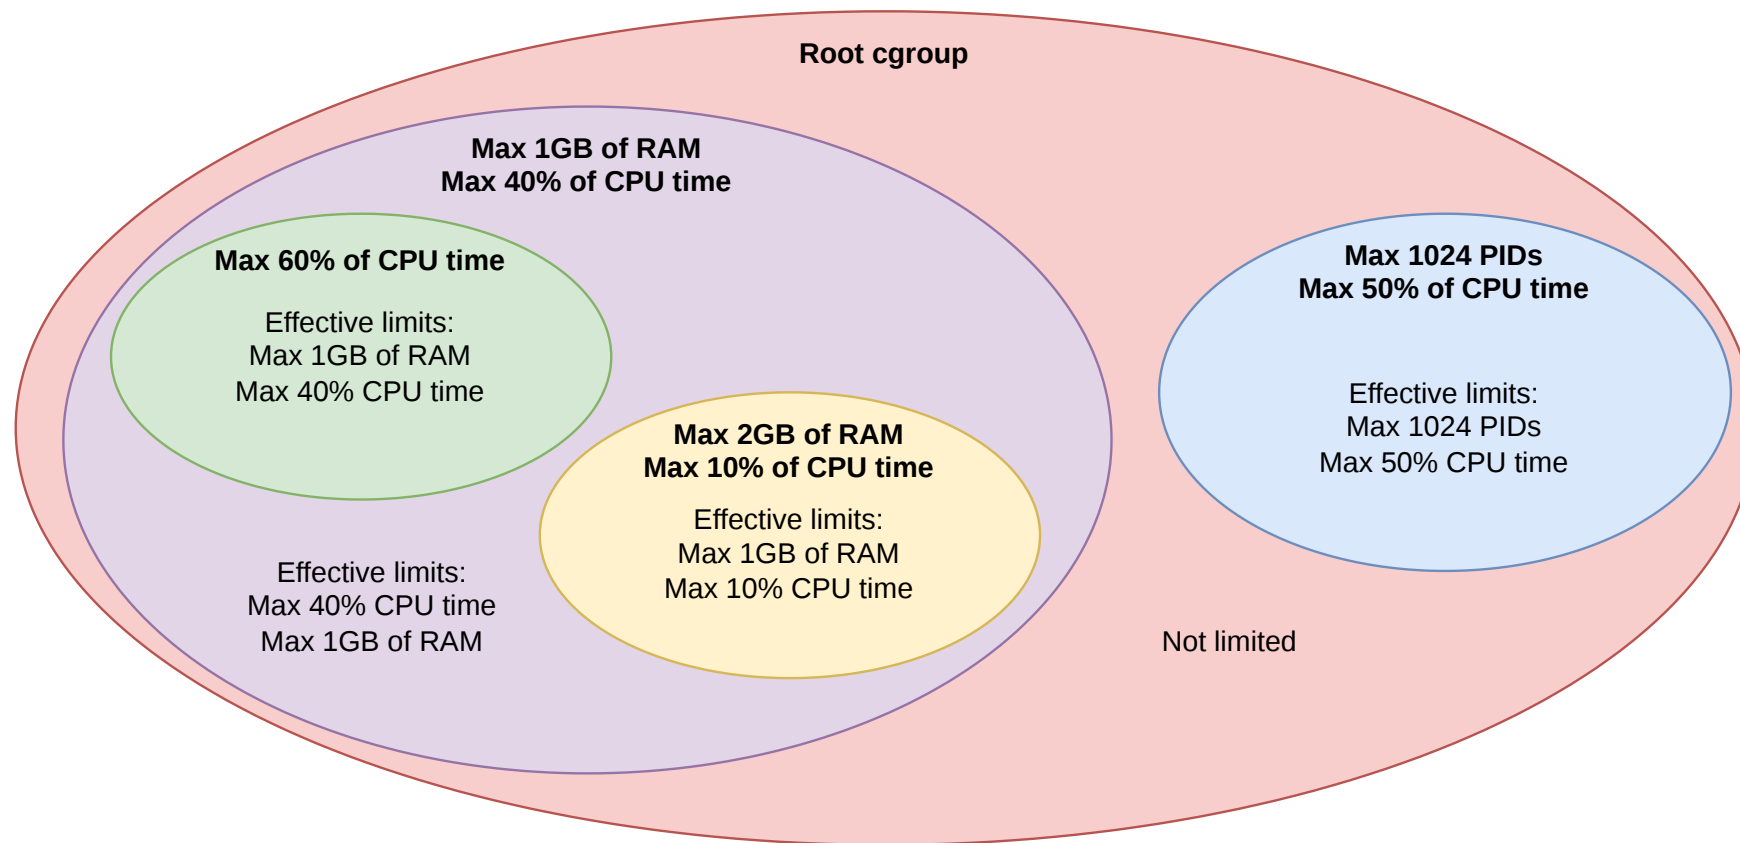 Root cgroup
Max 1GB of RAM
Max 40% of CPU time
Max 60% of CPU time
Effective limits:
Max 1GB of RAM
Max 40% CPU time
Max 2GB of RAM
Max 10% of CPU time
Effective limits:
Max 1GB of RAM
Max 10% CPU time
Effective limits:
Max 40% CPU time
Max 1GB of RAM
Max 1024 PIDs
Max 50% of CPU time
Effective limits:
Max 1024 PIDs
Max 50% CPU time
Not limited